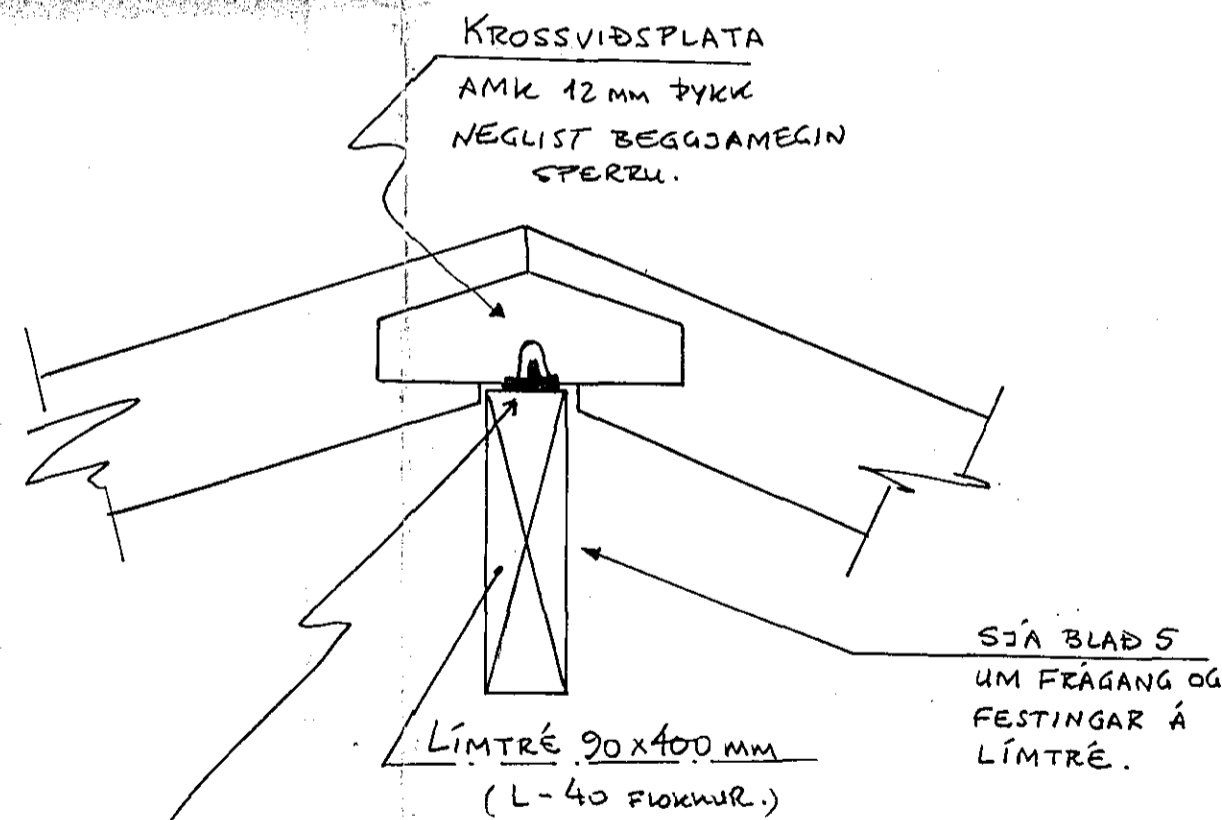 KROSSVIÐSPLATA
AMK 12 MM ÞYKK
NEGLIST BEGGJAMEGIN
SPERRU.
SJÁ BLAÐ 5
UM FRÁGANG OG
FESTINGAR Á
LÍMTRÉ.
LÍMTRÉ 90x400 MM
(L-40 FLOKKUR.)